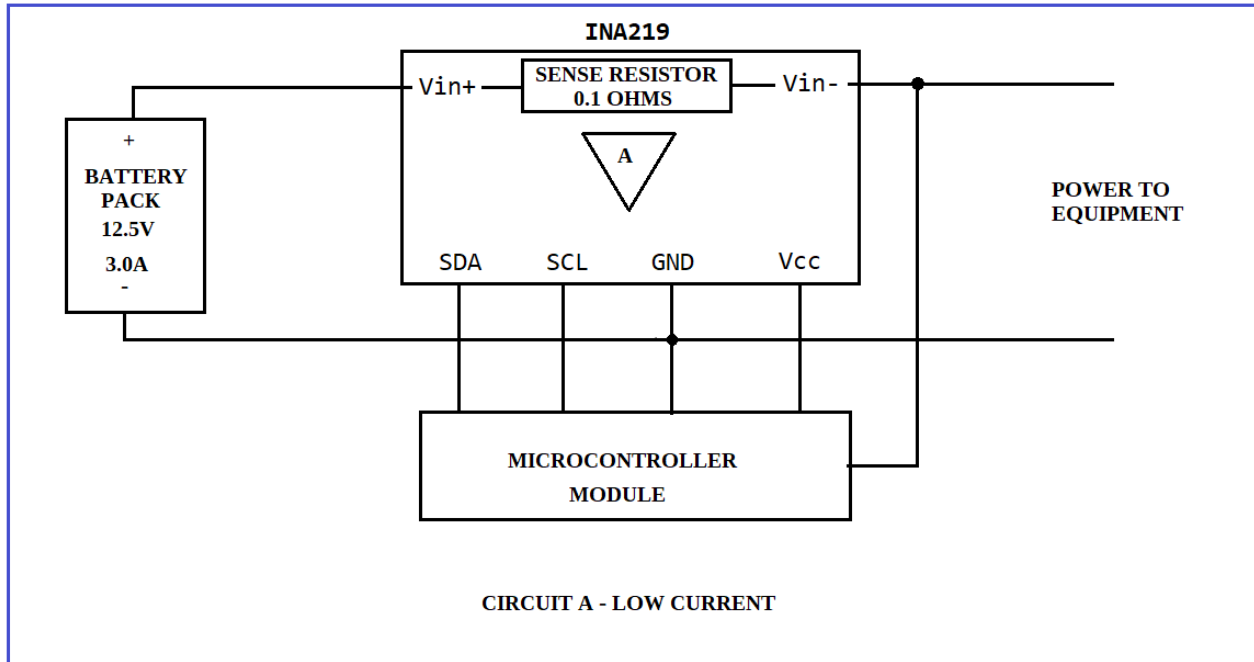 INA219
Vin+
SENSE RESISTOR
0.1 OHMS
Vin-
A
+
BATTERY
PACK
12.5V
3.0A
-
POWER TO
EQUIPMENT
SDA
SCL
GND
Vcc
MICROCONTROLLER
MODULE
CIRCUIT A - LOW CURRENT